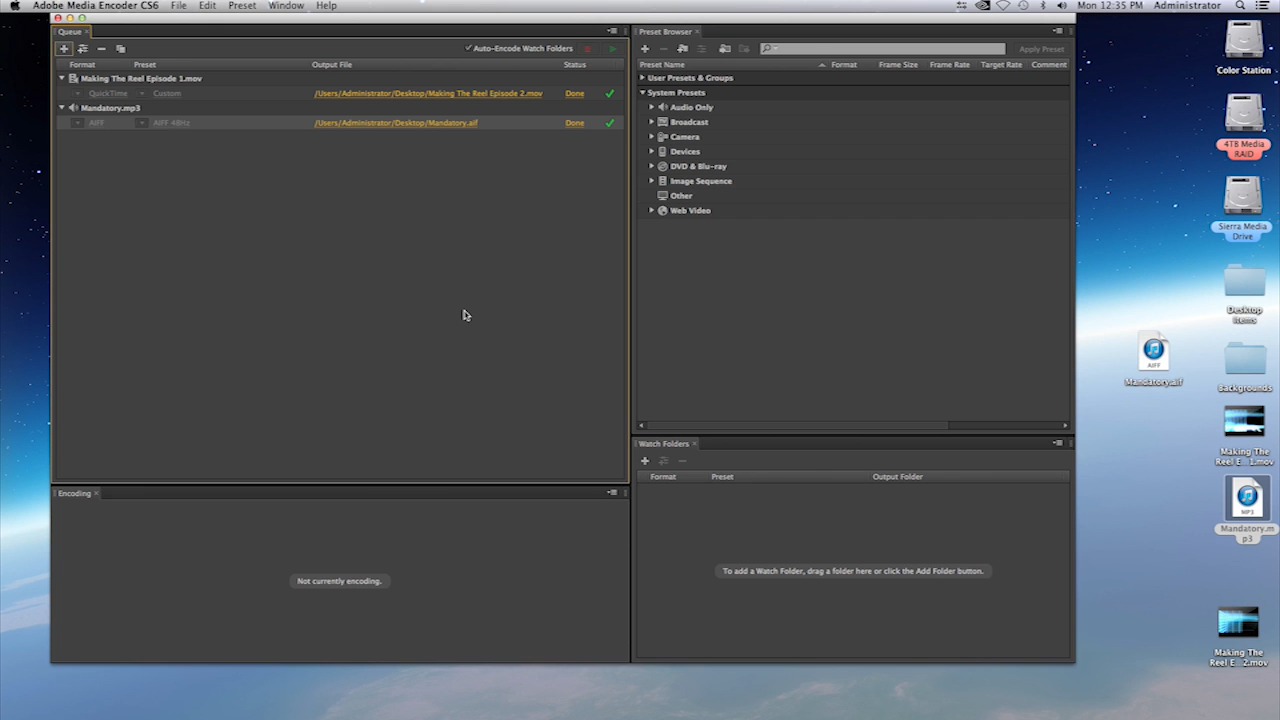 Adobe Media Encoder CS6 File Edit Preset Window Help Mon 12:35 PM Administrator
Queue
Auto-Encode Watch Folders
Format Preset Output File Status
Making The Reel Episode 1.mov
QuickTime Custom /Users/Administrator/Desktop/Making The Reel Episode 2.mov Done
Mandatory.mp3
AIFF AIFF 48Hz /Users/Administrator/Desktop/Mandatory.aif Done
Encoding
Not currently encoding.
Preset Browser
Apply Preset
Preset Name Format Frame Size Frame Rate Target Rate Comment
User Presets & Groups
System Presets
Audio Only
Broadcast
Camera
Devices
DVD & Blu-ray
Image Sequence
Other
Web Video
Watch Folders
Format Preset Output Folder
To add a Watch Folder, drag a folder here or click the Add Folder button.
Color Station
4TB Media
RAID
Sierra Media
Drive
Desktop
Items
AIFF
Mandatory.aif
Backgrounds
Making The
Reel E...1.mov
MP3
Mandatory.m
p3
Making The
Reel E...2.mov